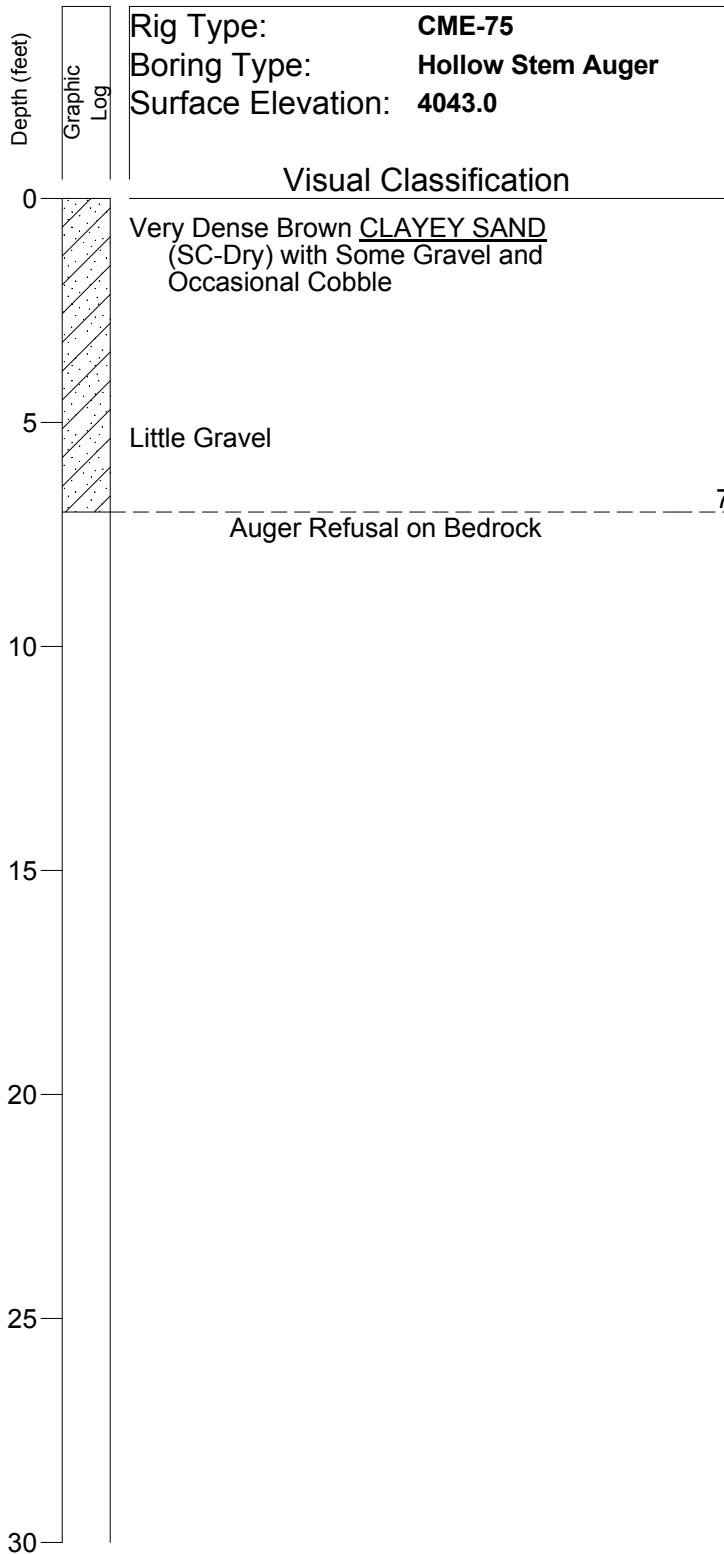 Depth (feet)
Graphic
Log
Rig Type: CME-75
Boring Type: Hollow Stem Auger
Surface Elevation: 4043.0
Visual Classification
0
Very Dense Brown CLAYEY SAND
(SC-Dry) with Some Gravel and
Occasional Cobble
5
Little Gravel
7
Auger Refusal on Bedrock
10
15
20
25
30